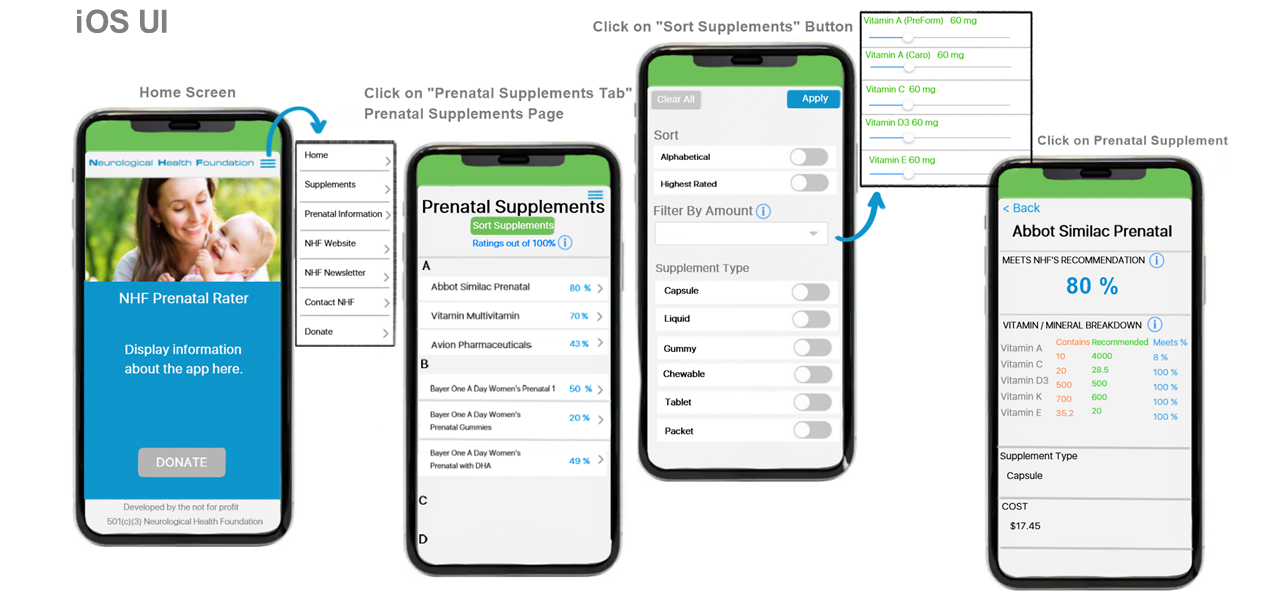 iOS UI
Home Screen
NEUROLOGICAL HEALTH FOUNDATION
NHF Prenatal Rater
Display information
about the app here.
DONATE
Developed by the not for profit
501(c)(3) Neurological Health Foundation
Home
Supplements
Prenatal Information
NHF Website
NHF Newsletter
Contact NHF
Donate
Click on "Prenatal Supplements Tab"
Prenatal Supplements Page
Prenatal Supplements
Sort Supplements
Ratings out of 100% i
A
Abbot Similac Prenatal 80 %
Vitamin Multivitamin 70 %
Avion Pharmaceuticals 43 %
B
Bayer One A Day Women's Prenatal 1 50 %
Bayer One A Day Women's
Prenatal Gummies 20 %
Bayer One A Day Women's
Prenatal with DHA 49 %
C
D
Click on "Sort Supplements" Button
Clear All Apply
Sort
Alphabetical
Highest Rated
Filter By Amount i
Supplement Type
Capsule
Liquid
Gummy
Chewable
Tablet
Packet
Vitamin A (PreForm) 60 mg
Vitamin A (Caro) 60 mg
Vitamin C 60 mg
Vitamin D3 60 mg
Vitamin E 60 mg
Click on Prenatal Supplement
< Back
Abbot Similac Prenatal
MEETS NHF'S RECOMMENDATION i
80 %
VITAMIN / MINERAL BREAKDOWN i
Contains Recommended Meets %
Vitamin A 10 4000 8 %
Vitamin C 20 28.5 100 %
Vitamin D3 500 500 100 %
Vitamin K 700 600 100 %
Vitamin E 35.2 20 100 %
Supplement Type
Capsule
COST
$17.45